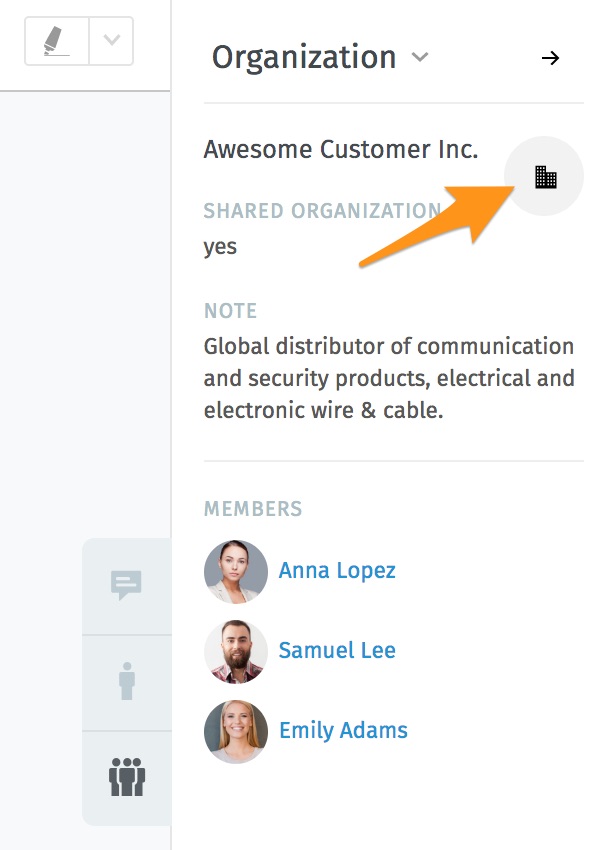 Organization
Awesome Customer Inc.
SHARED ORGANIZATION
yes
NOTE
Global distributor of communication
and security products, electrical and
electronic wire & cable.
MEMBERS
Anna Lopez
Samuel Lee
Emily Adams